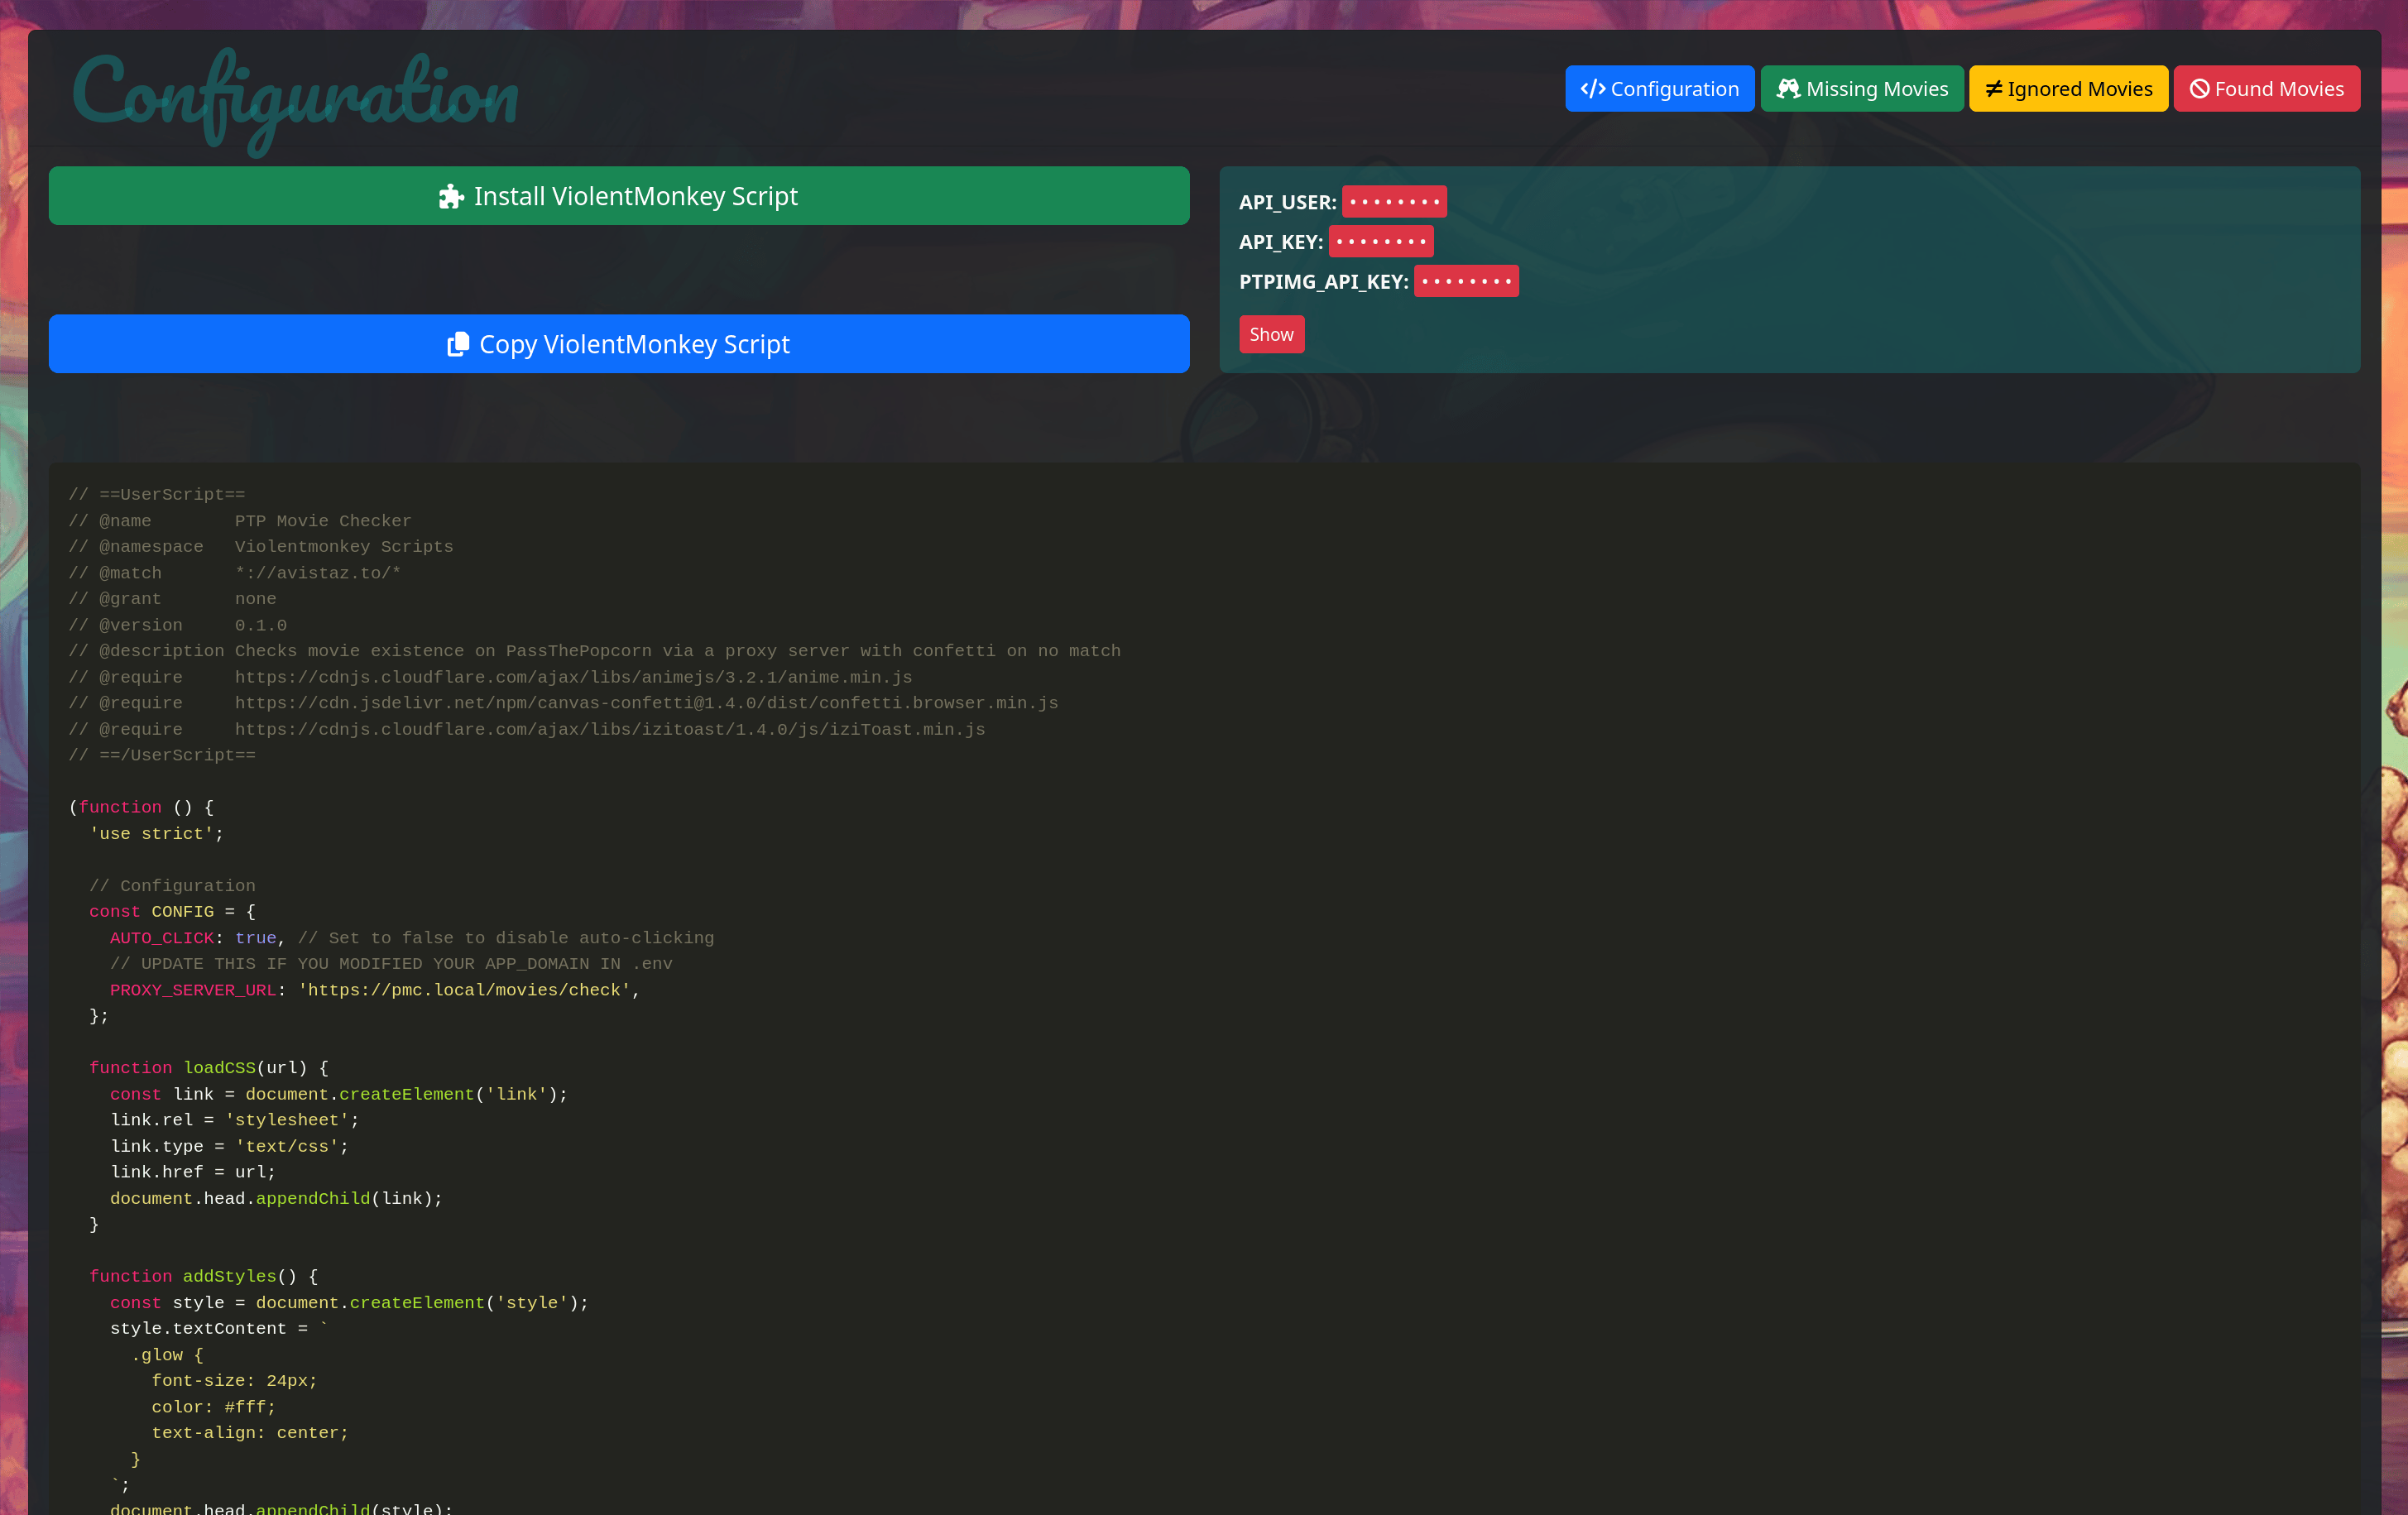 Configuration
Configuration Missing Movies Ignored Movies Found Movies
Install ViolentMonkey Script
Copy ViolentMonkey Script
API_USER: ••••••••
API_KEY: ••••••••
PTPIMG_API_KEY: ••••••••
Show
// ==UserScript==
// @name        PTP Movie Checker
// @namespace   Violentmonkey Scripts
// @match       *://avistaz.to/*
// @grant       none
// @version     0.1.0
// @description Checks movie existence on PassThePopcorn via a proxy server with confetti on no match
// @require     https://cdnjs.cloudflare.com/ajax/libs/animejs/3.2.1/anime.min.js
// @require     https://cdn.jsdelivr.net/npm/canvas-confetti@1.4.0/dist/confetti.browser.min.js
// @require     https://cdnjs.cloudflare.com/ajax/libs/izitoast/1.4.0/js/iziToast.min.js
// ==/UserScript==
(function () {
  'use strict';
  // Configuration
  const CONFIG = {
    AUTO_CLICK: true, // Set to false to disable auto-clicking
    // UPDATE THIS IF YOU MODIFIED YOUR APP_DOMAIN IN .env
    PROXY_SERVER_URL: 'https://pmc.local/movies/check',
  };
  function loadCSS(url) {
    const link = document.createElement('link');
    link.rel = 'stylesheet';
    link.type = 'text/css';
    link.href = url;
    document.head.appendChild(link);
  }
  function addStyles() {
    const style = document.createElement('style');
    style.textContent = `
      .glow {
        font-size: 24px;
        color: #fff;
        text-align: center;
      }
    `;
    document.head.appendChild(style);